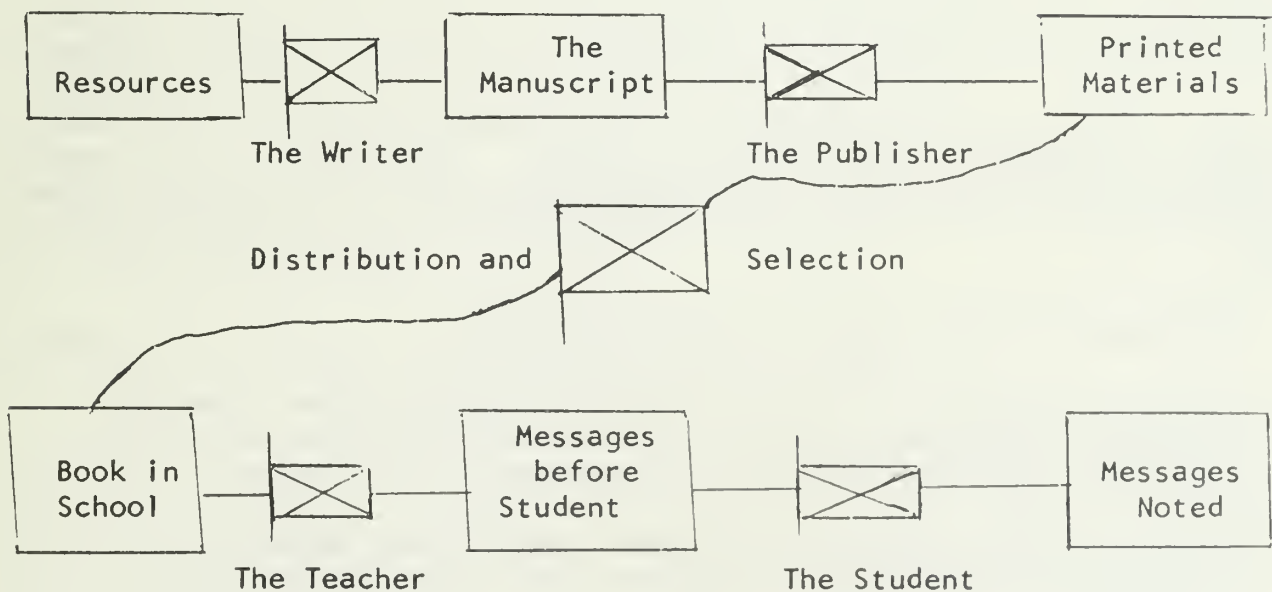 Resources
The
Manuscript
Printed
Materials
The Writer
The Publisher
Distribution and
Selection
Book in
School
Messages
before
Student
Messages
Noted
The Teacher
The Student